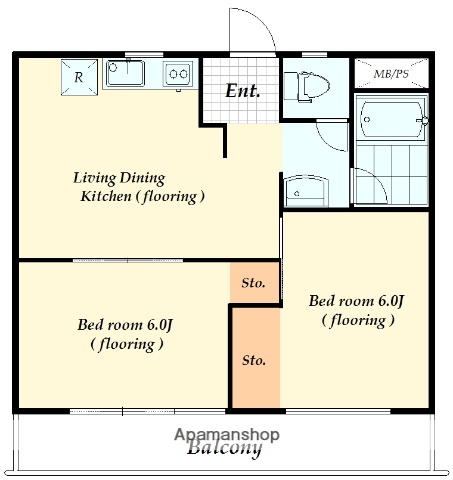 R
Ent.
MB/PS
Living Dining
Kitchen ( flooring )
Sto.
Bed room 6.0J
( flooring )
Bed room 6.0J
( flooring )
Sto.
Apamanshop
Balcony